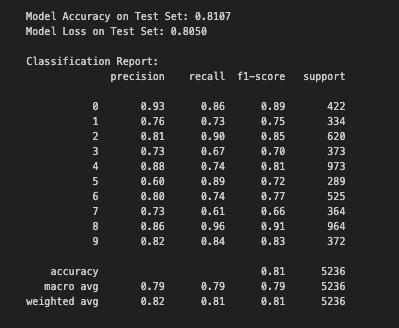 Model Accuracy on Test Set: 0.8107
Model Loss on Test Set: 0.8050
Classification Report:
precision recall f1-score support
0 0.93 0.86 0.89 422
1 0.76 0.73 0.75 334
2 0.81 0.90 0.85 620
3 0.73 0.67 0.70 373
4 0.88 0.74 0.81 973
5 0.60 0.89 0.72 289
6 0.80 0.74 0.77 525
7 0.73 0.61 0.66 364
8 0.86 0.96 0.91 964
9 0.82 0.84 0.83 372
accuracy 0.81 5236
macro avg 0.79 0.79 0.79 5236
weighted avg 0.82 0.81 0.81 5236